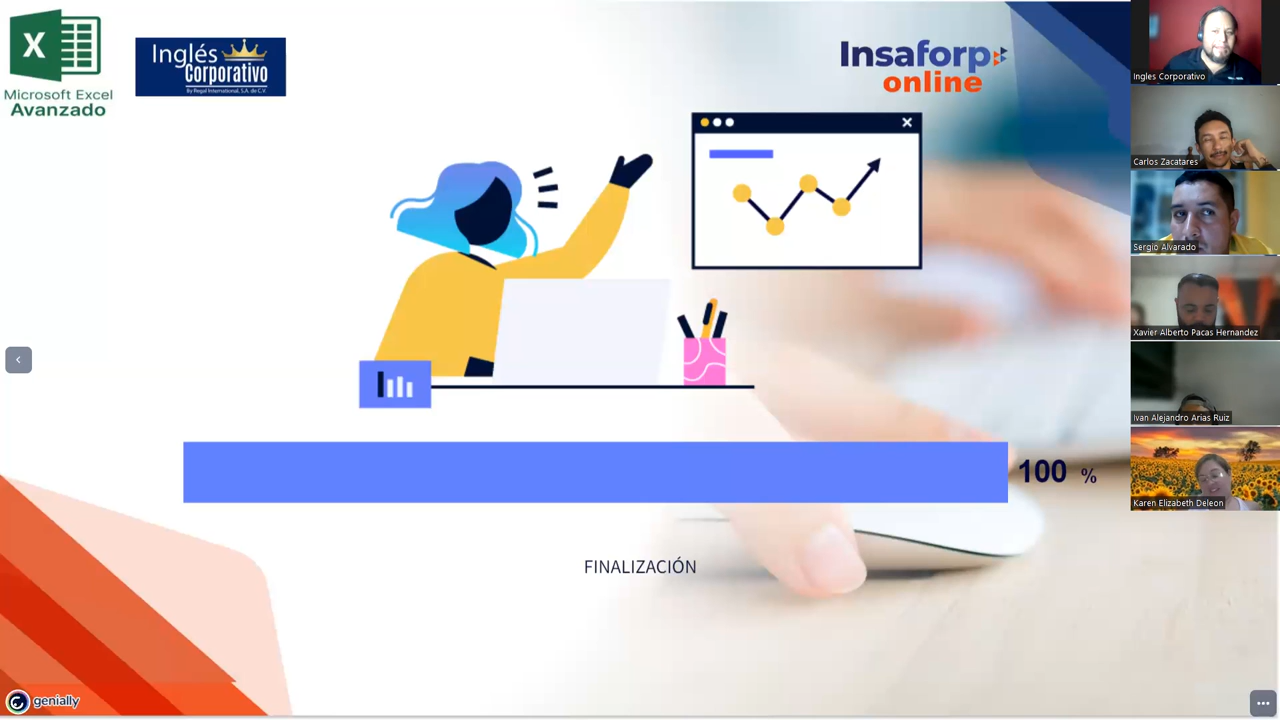 X
Microsoft Excel
Avanzado
Inglés
Corporativo
By Regal International, S.A. de C.V.
Insaforp
online
100 %
FINALIZACIÓN
genially
Ingles Corporativo
Carlos Zacatares
Sergio Alvarado
Xavier Alberto Pacas Hernandez
Ivan Alejandro Arias Ruiz
Karen Elizabeth Deleon